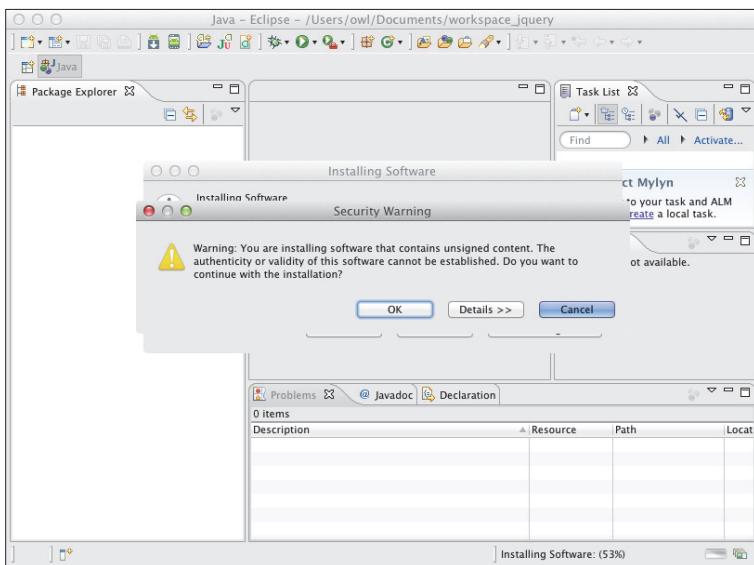 Java – Eclipse – /Users/owl/Documents/workspace_jquery
Java
Package Explorer
Task List
Find
All
Activate...
Installing Software
ct Mylyn
Installing Software
to your task and ALM
reate a local task.
Security Warning
Warning: You are installing software that contains unsigned content. The
authenticity or validity of this software cannot be established. Do you want to
continue with the installation?
ot available.
OK
Details >>
Cancel
Problems
@ Javadoc
Declaration
0 items
Description
Resource
Path
Locat
Installing Software: (53%)